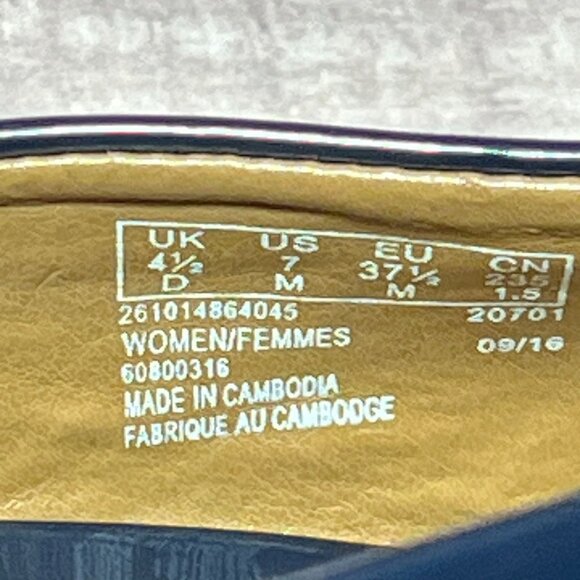 UK US EU CN
4½ 7 37½ 235
D M M 1.5
261014864045 20701
WOMEN/FEMMES 09/16
60800316
MADE IN CAMBODIA
FABRIQUE AU CAMBODGE